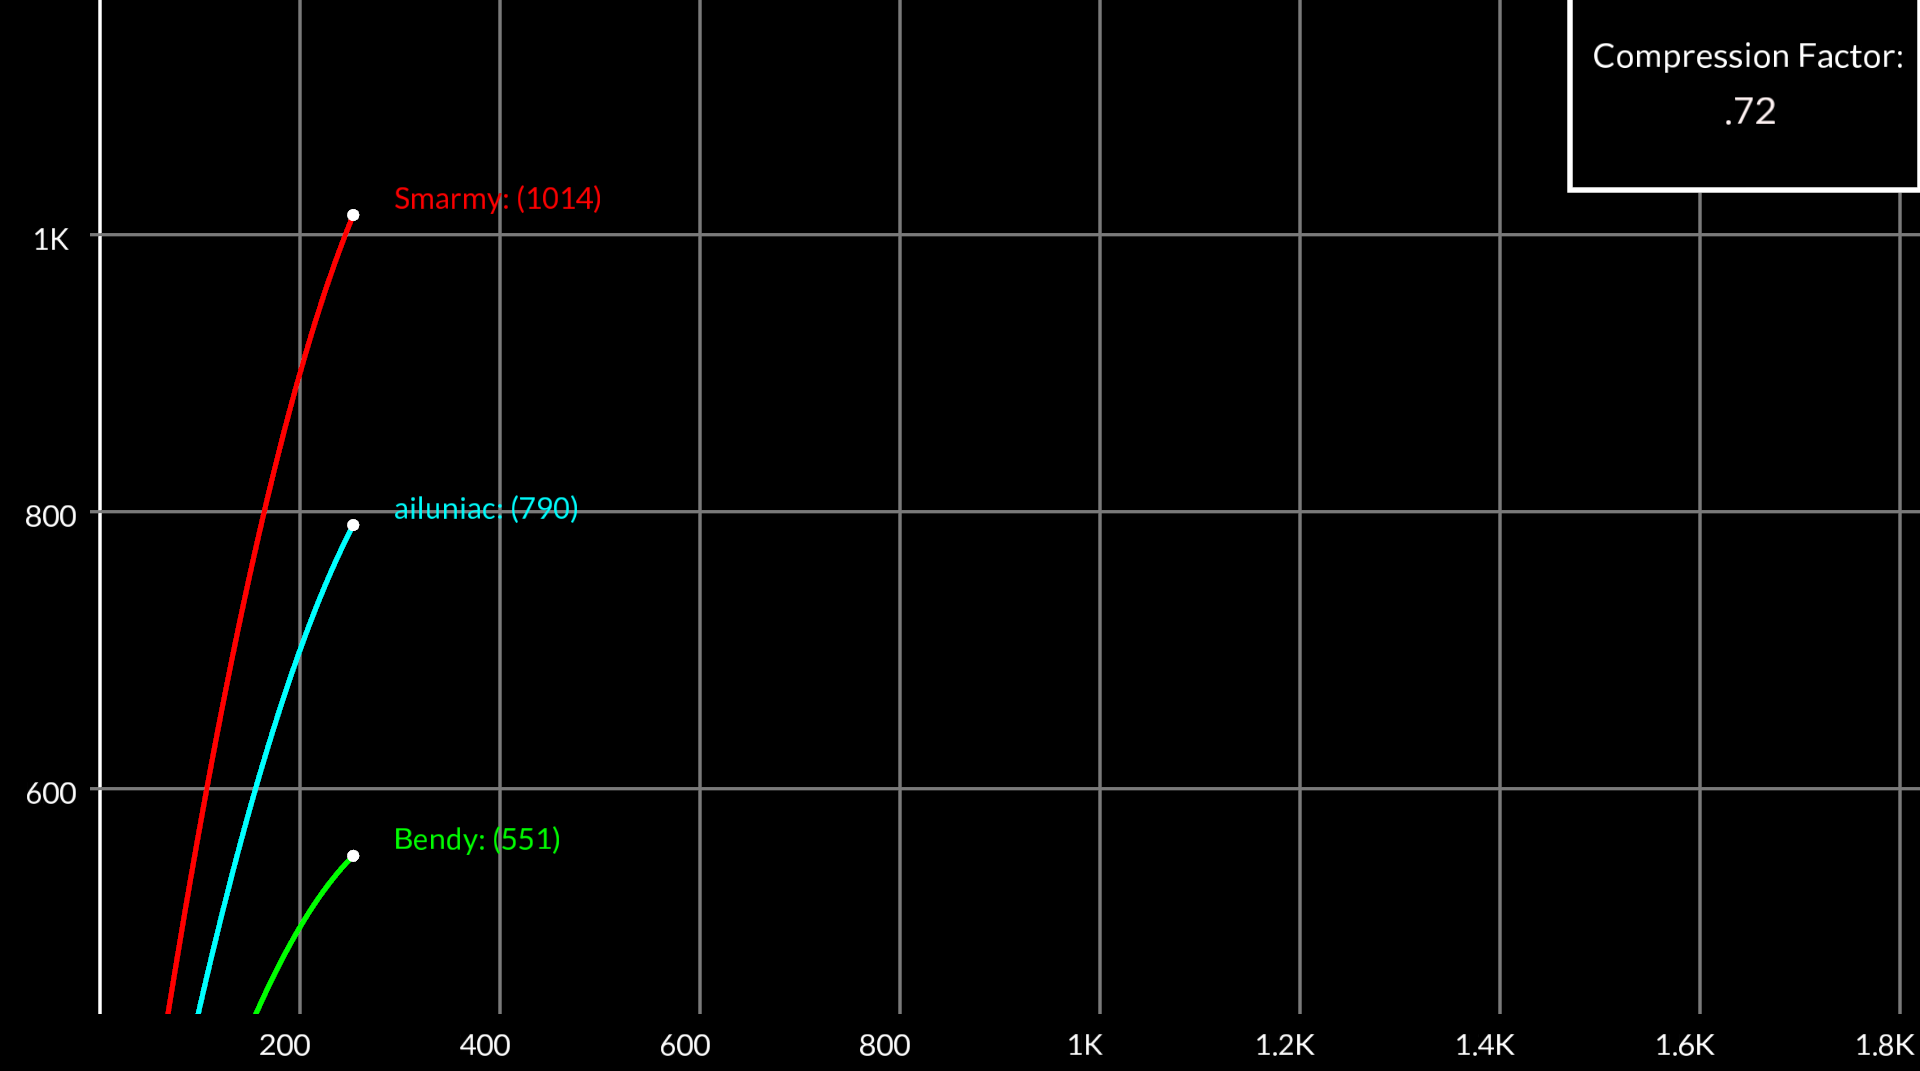 Compression Factor:
.72
Smarmy: (1014)
1K
ailuniac: (790)
800
600
Bendy: (551)
200 400 600 800 1K 1.2K 1.4K 1.6K 1.8K